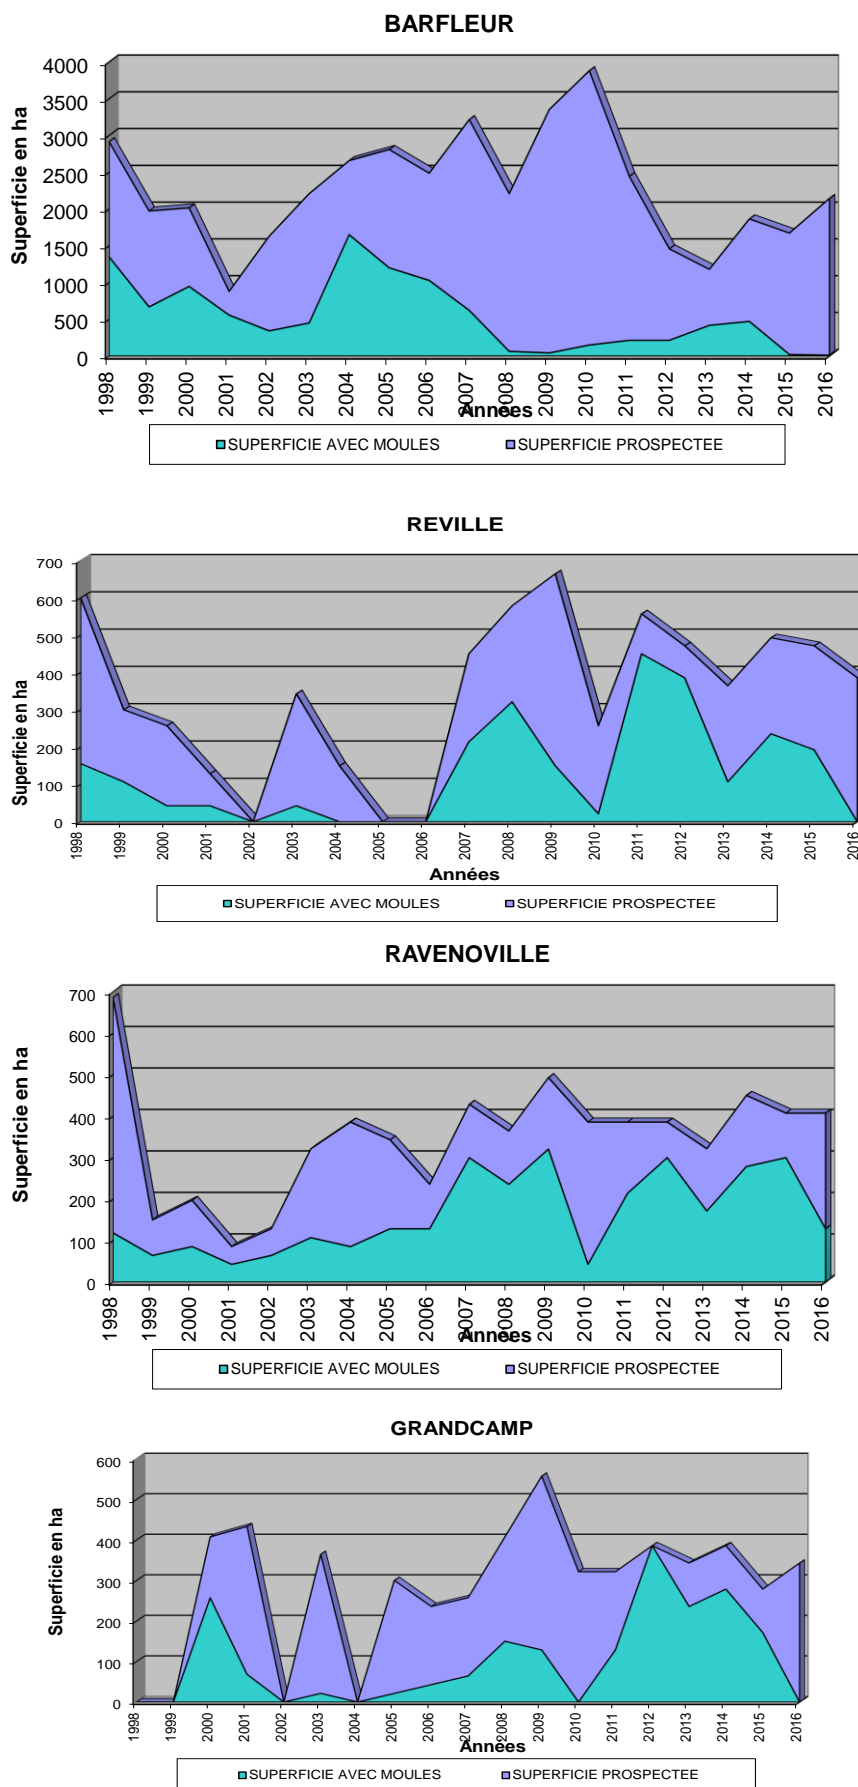 BARFLEUR
Superficie en ha
4000
3500
3000
2500
2000
1500
1000
500
0
1998 1999 2000 2001 2002 2003 2004 2005 2006 2007 2008 2009 2010 2011 2012 2013 2014 2015 2016
Années
SUPERFICIE AVEC MOULES SUPERFICIE PROSPECTEE
REVILLE
Superficie en ha
700
600
500
400
300
200
100
0
1998 1999 2000 2001 2002 2003 2004 2005 2006 2007 2008 2009 2010 2011 2012 2013 2014 2015 2016
Années
SUPERFICIE AVEC MOULES SUPERFICIE PROSPECTEE
RAVENOVILLE
Superficie en ha
700
600
500
400
300
200
100
0
1998 1999 2000 2001 2002 2003 2004 2005 2006 2007 2008 2009 2010 2011 2012 2013 2014 2015 2016
Années
SUPERFICIE AVEC MOULES SUPERFICIE PROSPECTEE
GRANDCAMP
Superficie en ha
600
500
400
300
200
100
0
1998 1999 2000 2001 2002 2003 2004 2005 2006 2007 2008 2009 2010 2011 2012 2013 2014 2015 2016
Années
SUPERFICIE AVEC MOULES SUPERFICIE PROSPECTEE